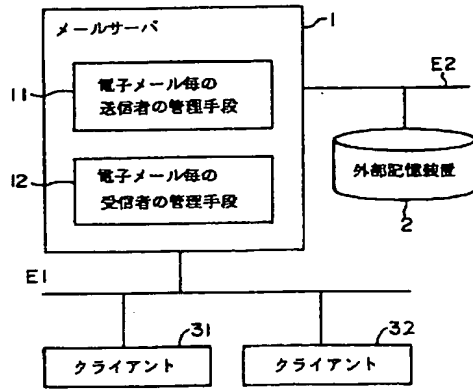 メールサーバ
1
11
電子メール毎の
送信者の管理手段
12
電子メール毎の
受信者の管理手段
E2
外部記憶装置
2
E1
31
クライアント
32
クライアント